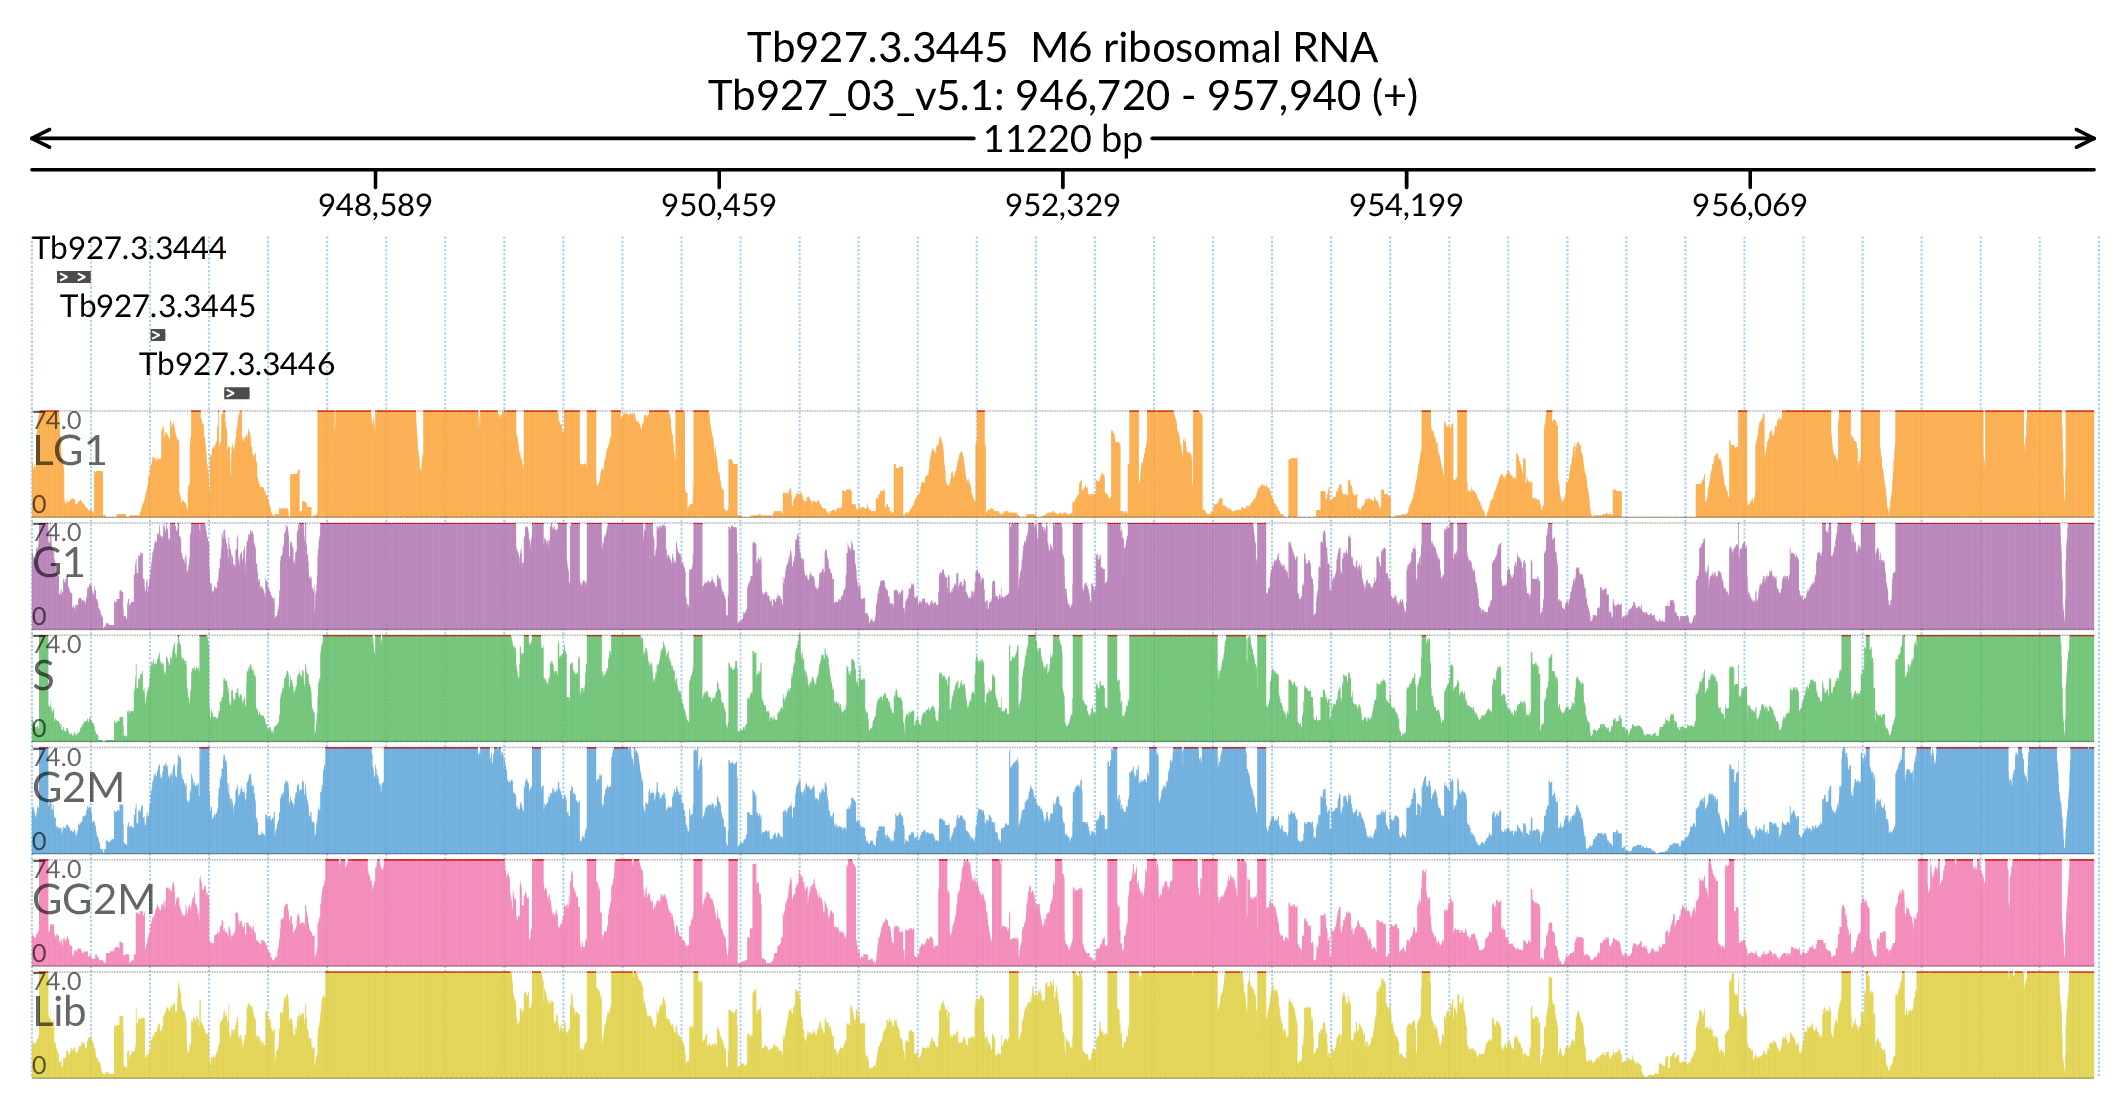 Tb927.3.3445  M6 ribosomal RNA
Tb927_03_v5.1: 946,720 - 957,940 (+)
11220 bp
948,589 950,459 952,329 954,199 956,069
Tb927.3.3444
Tb927.3.3445
Tb927.3.3446
74.0
LG1
0
74.0
G1
0
74.0
S
0
74.0
G2M
0
74.0
GG2M
0
74.0
Lib
0